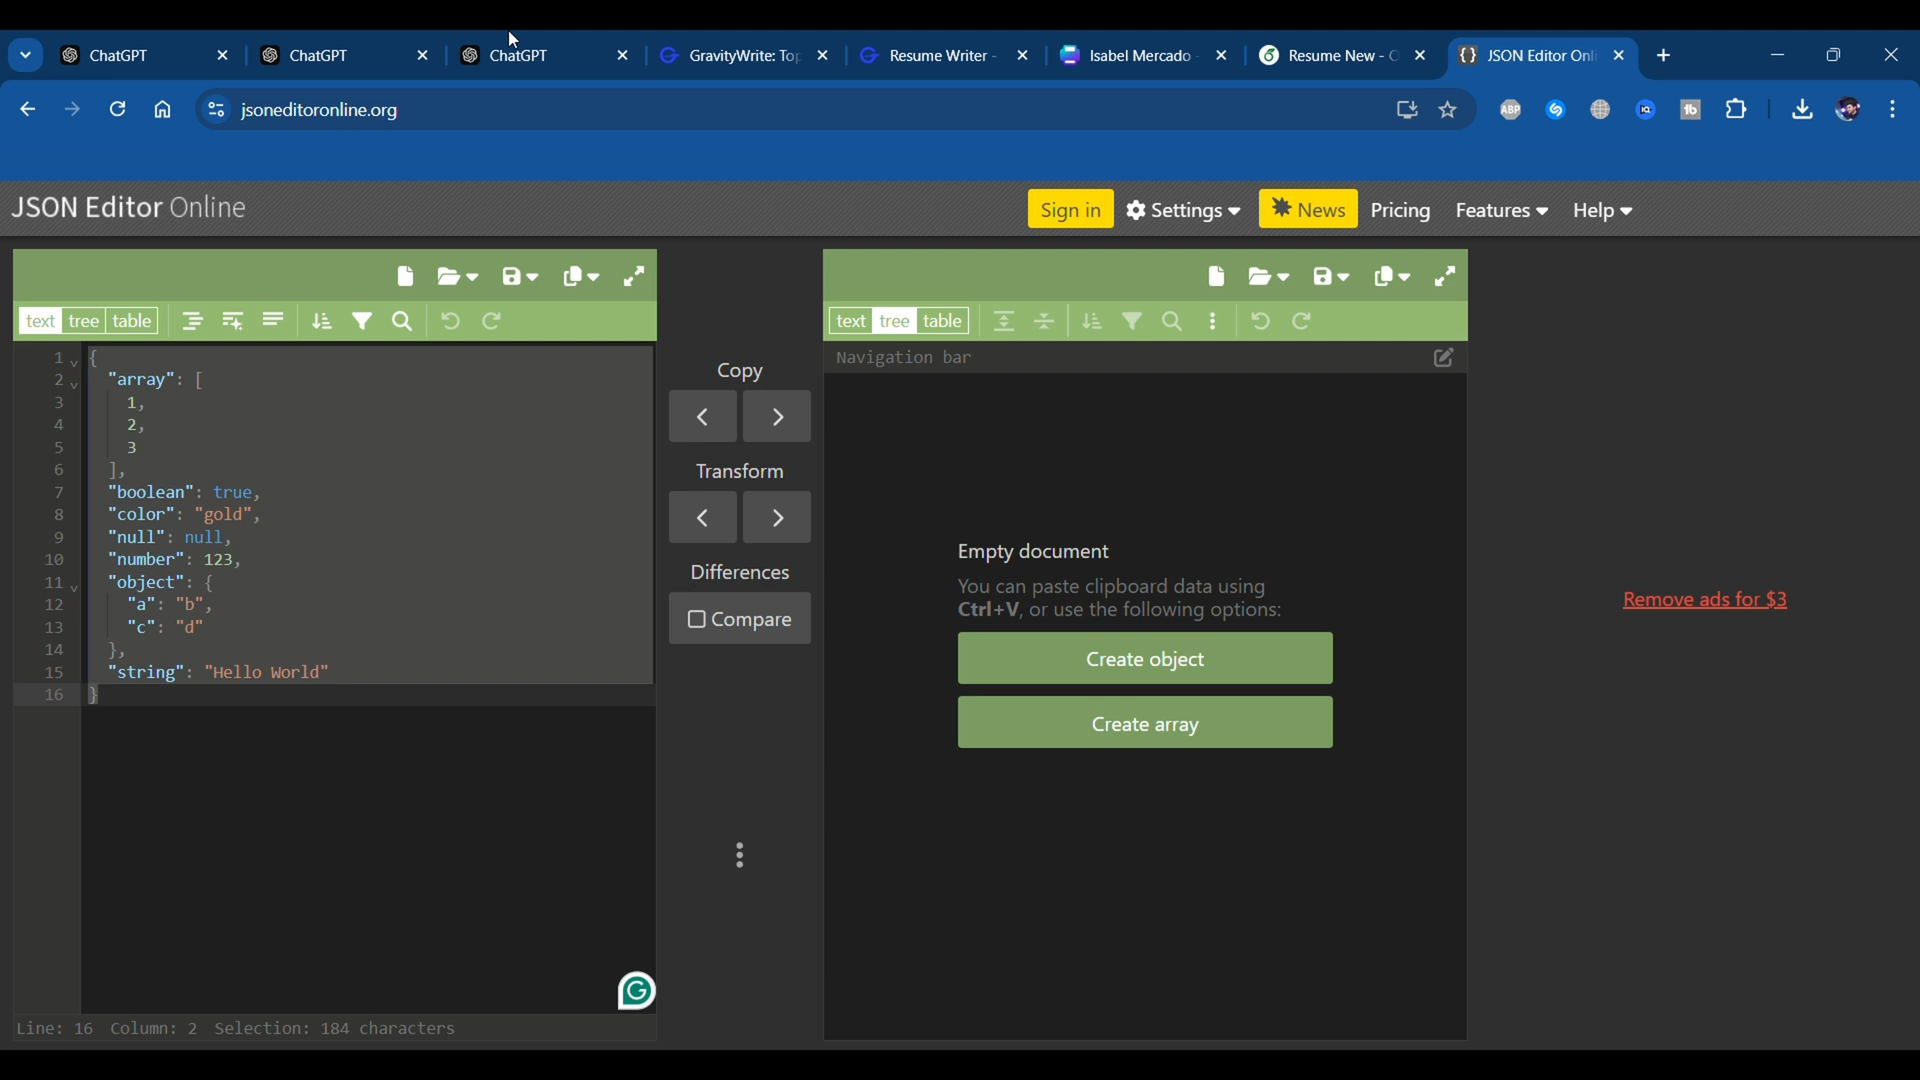 ChatGPT
ChatGPT
ChatGPT
GravityWrite: Top
Resume Writer -
Isabel Mercado -
Resume New - O
JSON Editor Onli
jsoneditoronline.org
ABP
IQ
tb
JSON Editor Online
Sign in
Settings
News
Pricing
Features
Help
text tree table
1 {
2 "array": [
3 1,
4 2,
5 3
6 ],
7 "boolean": true,
8 "color": "gold",
9 "null": null,
10 "number": 123,
11 "object": {
12 "a": "b",
13 "c": "d"
14 },
15 "string": "Hello World"
16 }
Line: 16 Column: 2 Selection: 184 characters
Copy
Transform
Differences
Compare
text tree table
Navigation bar
Empty document
You can paste clipboard data using
Ctrl+V, or use the following options:
Create object
Create array
Remove ads for $3